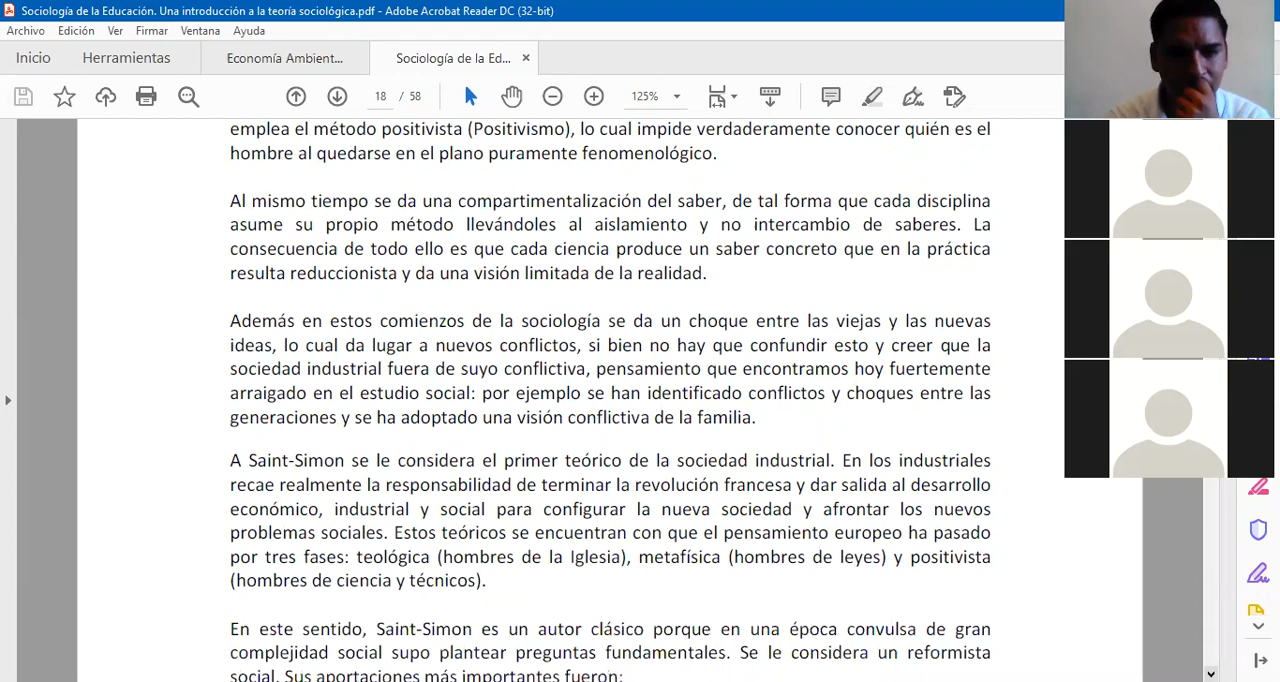 Sociología de la Educación. Una introducción a la teoría sociológica.pdf - Adobe Acrobat Reader DC (32-bit)
Archivo Edición Ver Firmar Ventana Ayuda
Inicio Herramientas Economía Ambient... Sociología de la Ed... ×
18 / 58 125%
emplea el método positivista (Positivismo), lo cual impide verdaderamente conocer quién es el
hombre al quedarse en el plano puramente fenomenológico.
Al mismo tiempo se da una compartimentalización del saber, de tal forma que cada disciplina
asume su propio método llevándoles al aislamiento y no intercambio de saberes. La
consecuencia de todo ello es que cada ciencia produce un saber concreto que en la práctica
resulta reduccionista y da una visión limitada de la realidad.
Además en estos comienzos de la sociología se da un choque entre las viejas y las nuevas
ideas, lo cual da lugar a nuevos conflictos, si bien no hay que confundir esto y creer que la
sociedad industrial fuera de suyo conflictiva, pensamiento que encontramos hoy fuertemente
arraigado en el estudio social: por ejemplo se han identificado conflictos y choques entre las
generaciones y se ha adoptado una visión conflictiva de la familia.
A Saint-Simon se le considera el primer teórico de la sociedad industrial. En los industriales
recae realmente la responsabilidad de terminar la revolución francesa y dar salida al desarrollo
económico, industrial y social para configurar la nueva sociedad y afrontar los nuevos
problemas sociales. Estos teóricos se encuentran con que el pensamiento europeo ha pasado
por tres fases: teológica (hombres de la Iglesia), metafísica (hombres de leyes) y positivista
(hombres de ciencia y técnicos).
En este sentido, Saint-Simon es un autor clásico porque en una época convulsa de gran
complejidad social supo plantear preguntas fundamentales. Se le considera un reformista
social. Sus aportaciones más importantes fueron: